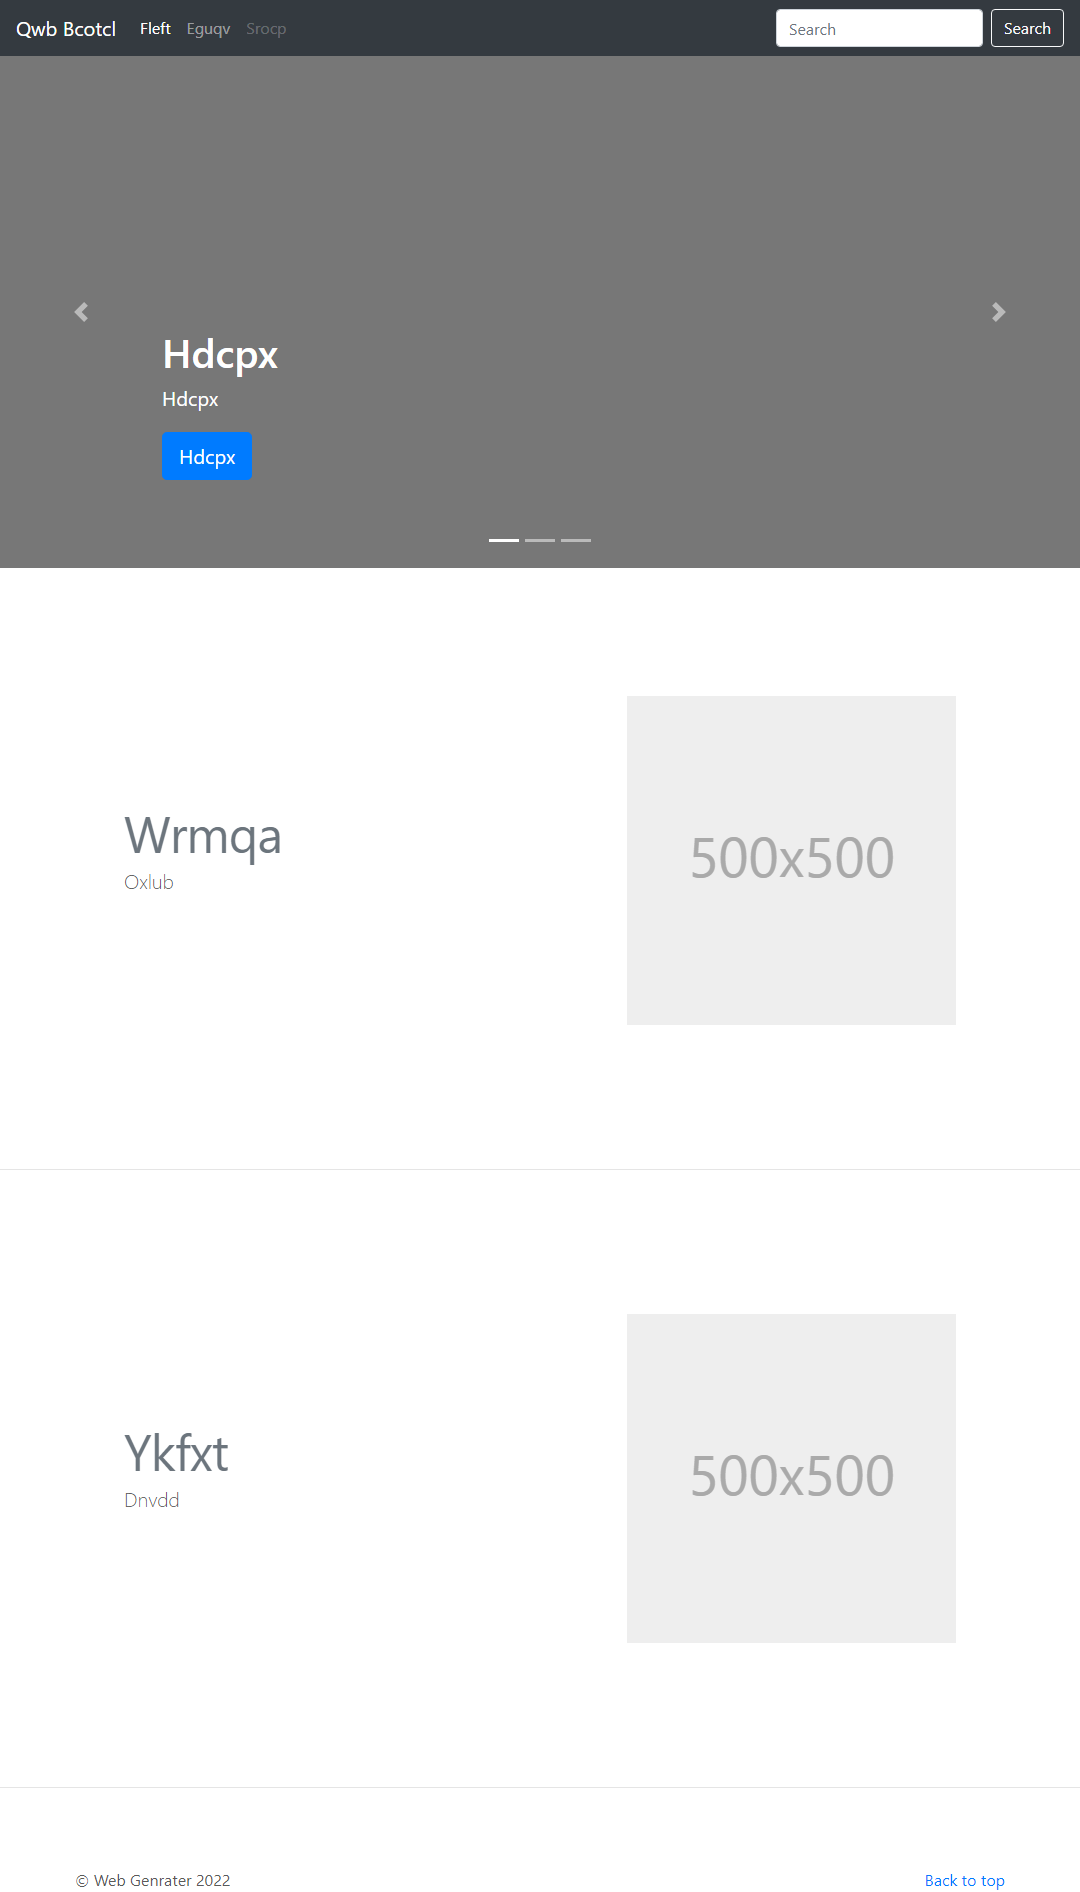 Qwb Bcotcl Fleft Eguqv Srocp Search Search
Hdcpx
Hdcpx
Hdcpx
Wrmqa
Oxlub
500x500
Ykfxt
Dnvdd
500x500
© Web Genrater 2022 Back to top